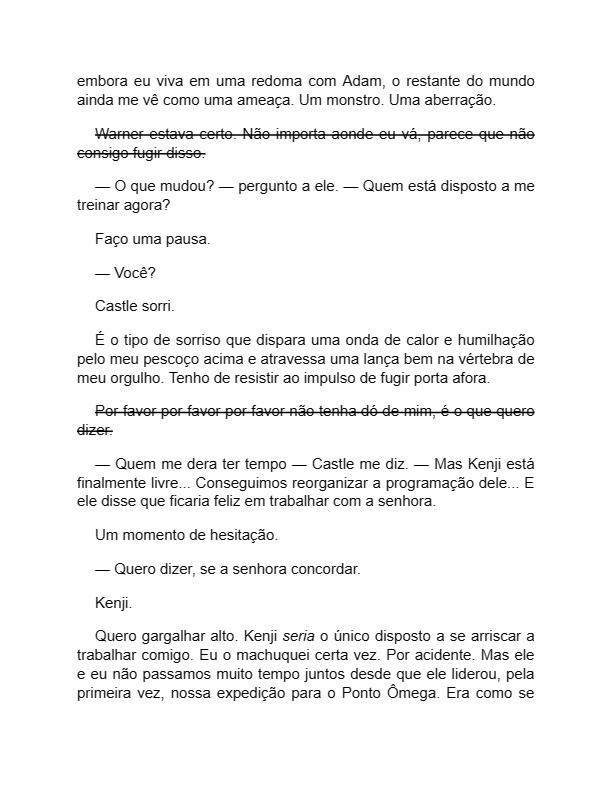 embora eu viva em uma redoma com Adam, o restante do mundo
ainda me vê como uma ameaça. Um monstro. Uma aberração.
Warner estava certo. Não importa aonde eu vá, parece que não
consigo fugir disso.
— O que mudou? — pergunto a ele. — Quem está disposto a me
treinar agora?
Faço uma pausa.
— Você?
Castle sorri.
É o tipo de sorriso que dispara uma onda de calor e humilhação
pelo meu pescoço acima e atravessa uma lança bem na vértebra de
meu orgulho. Tenho de resistir ao impulso de fugir porta afora.
Por favor por favor por favor não tenha dó de mim, é o que quero
dizer.
— Quem me dera ter tempo — Castle me diz. — Mas Kenji está
finalmente livre... Conseguimos reorganizar a programação dele... E
ele disse que ficaria feliz em trabalhar com a senhora.
Um momento de hesitação.
— Quero dizer, se a senhora concordar.
Kenji.
Quero gargalhar alto. Kenji seria o único disposto a se arriscar a
trabalhar comigo. Eu o machuquei certa vez. Por acidente. Mas ele
e eu não passamos muito tempo juntos desde que ele liderou, pela
primeira vez, nossa expedição para o Ponto Ômega. Era como se